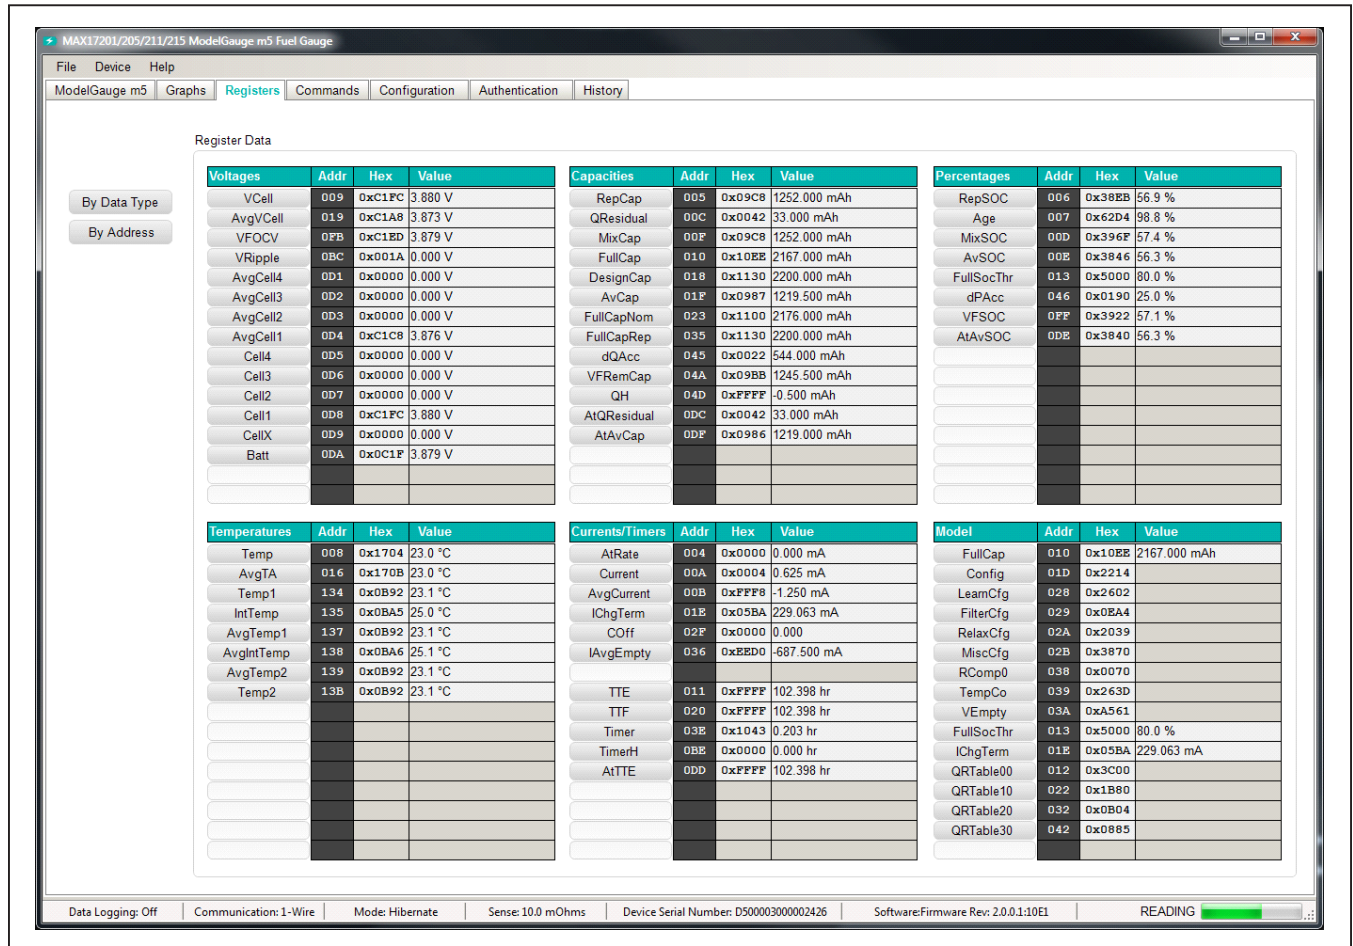 MAX17201/205/211/215 ModelGauge m5 Fuel Gauge
File Device Help
ModelGauge m5 Graphs Registers Commands Configuration Authentication History
Register Data
By Data Type
By Address
Voltages Addr Hex Value
VCell 009 0xC1FC 3.880 V
AvgVCell 019 0xC1A8 3.873 V
VFOCV 0FB 0xC1ED 3.879 V
VRipple 0BC 0x001A 0.000 V
AvgCell4 0D1 0x0000 0.000 V
AvgCell3 0D2 0x0000 0.000 V
AvgCell2 0D3 0x0000 0.000 V
AvgCell1 0D4 0xC1C8 3.876 V
Cell4 0D5 0x0000 0.000 V
Cell3 0D6 0x0000 0.000 V
Cell2 0D7 0x0000 0.000 V
Cell1 0D8 0xC1FC 3.880 V
CellX 0D9 0x0000 0.000 V
Batt 0DA 0x0C1F 3.879 V
Capacities Addr Hex Value
RepCap 005 0x09C8 1252.000 mAh
QResidual 00C 0x0042 33.000 mAh
MixCap 00F 0x09C8 1252.000 mAh
FullCap 010 0x10EE 2167.000 mAh
DesignCap 018 0x1130 2200.000 mAh
AvCap 01F 0x0987 1219.500 mAh
FullCapNom 023 0x1100 2176.000 mAh
FullCapRep 035 0x1130 2200.000 mAh
dQAcc 045 0x0022 544.000 mAh
VFRemCap 04A 0x09BB 1245.500 mAh
QH 04D 0xFFFF -0.500 mAh
AtQResidual 0DC 0x0042 33.000 mAh
AtAvCap 0DF 0x0986 1219.000 mAh
Percentages Addr Hex Value
RepSOC 006 0x38EB 56.9 %
Age 007 0x62D4 98.8 %
MixSOC 00D 0x396F 57.4 %
AvSOC 00E 0x3846 56.3 %
FullSocThr 013 0x5000 80.0 %
dPAcc 046 0x0190 25.0 %
VFSOC 0FF 0x3922 57.1 %
AtAvSOC 0DE 0x3840 56.3 %
Temperatures Addr Hex Value
Temp 008 0x1704 23.0 °C
AvgTA 016 0x170B 23.0 °C
Temp1 134 0x0B92 23.1 °C
IntTemp 135 0x0BA5 25.0 °C
AvgTemp1 137 0x0B92 23.1 °C
AvgIntTemp 138 0x0BA6 25.1 °C
AvgTemp2 139 0x0B92 23.1 °C
Temp2 13B 0x0B92 23.1 °C
Currents/Timers Addr Hex Value
AtRate 004 0x0000 0.000 mA
Current 00A 0x0004 0.625 mA
AvgCurrent 00B 0xFFF8 -1.250 mA
IChgTerm 01E 0x05BA 229.063 mA
COff 02F 0x0000 0.000
IAvgEmpty 036 0xEED0 -687.500 mA
TTE 011 0xFFFF 102.398 hr
TTF 020 0xFFFF 102.398 hr
Timer 03E 0x1043 0.203 hr
TimerH 0BE 0x0000 0.000 hr
AtTTE 0DD 0xFFFF 102.398 hr
Model Addr Hex Value
FullCap 010 0x10EE 2167.000 mAh
Config 01D 0x2214
LearnCfg 028 0x2602
FilterCfg 029 0x0EA4
RelaxCfg 02A 0x2039
MiscCfg 02B 0x3870
RComp0 038 0x0070
TempCo 039 0x263D
VEmpty 03A 0xA561
FullSocThr 013 0x5000 80.0 %
IChgTerm 01E 0x05BA 229.063 mA
QRTable00 012 0x3C00
QRTable10 022 0x1B80
QRTable20 032 0x0B04
QRTable30 042 0x0885
Data Logging: Off Communication: 1-Wire Mode: Hibernate Sense: 10.0 mOhms Device Serial Number: D500003000002426 Software:Firmware Rev: 2.0.0.1:10E1 READING